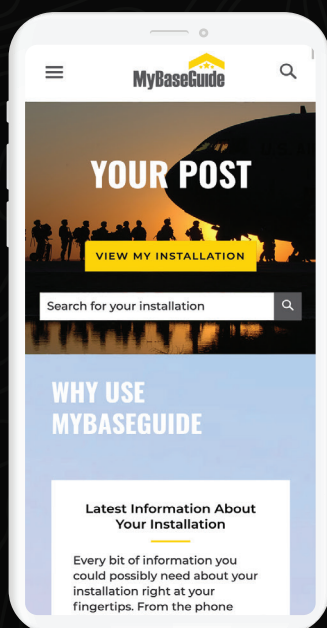 MyBaseGuide
YOUR POST
VIEW MY INSTALLATION
Search for your installation
WHY USE
MYBASEGUIDE
Latest Information About
Your Installation
Every bit of information you
could possibly need about your
installation right at your
fingertips. From the phone